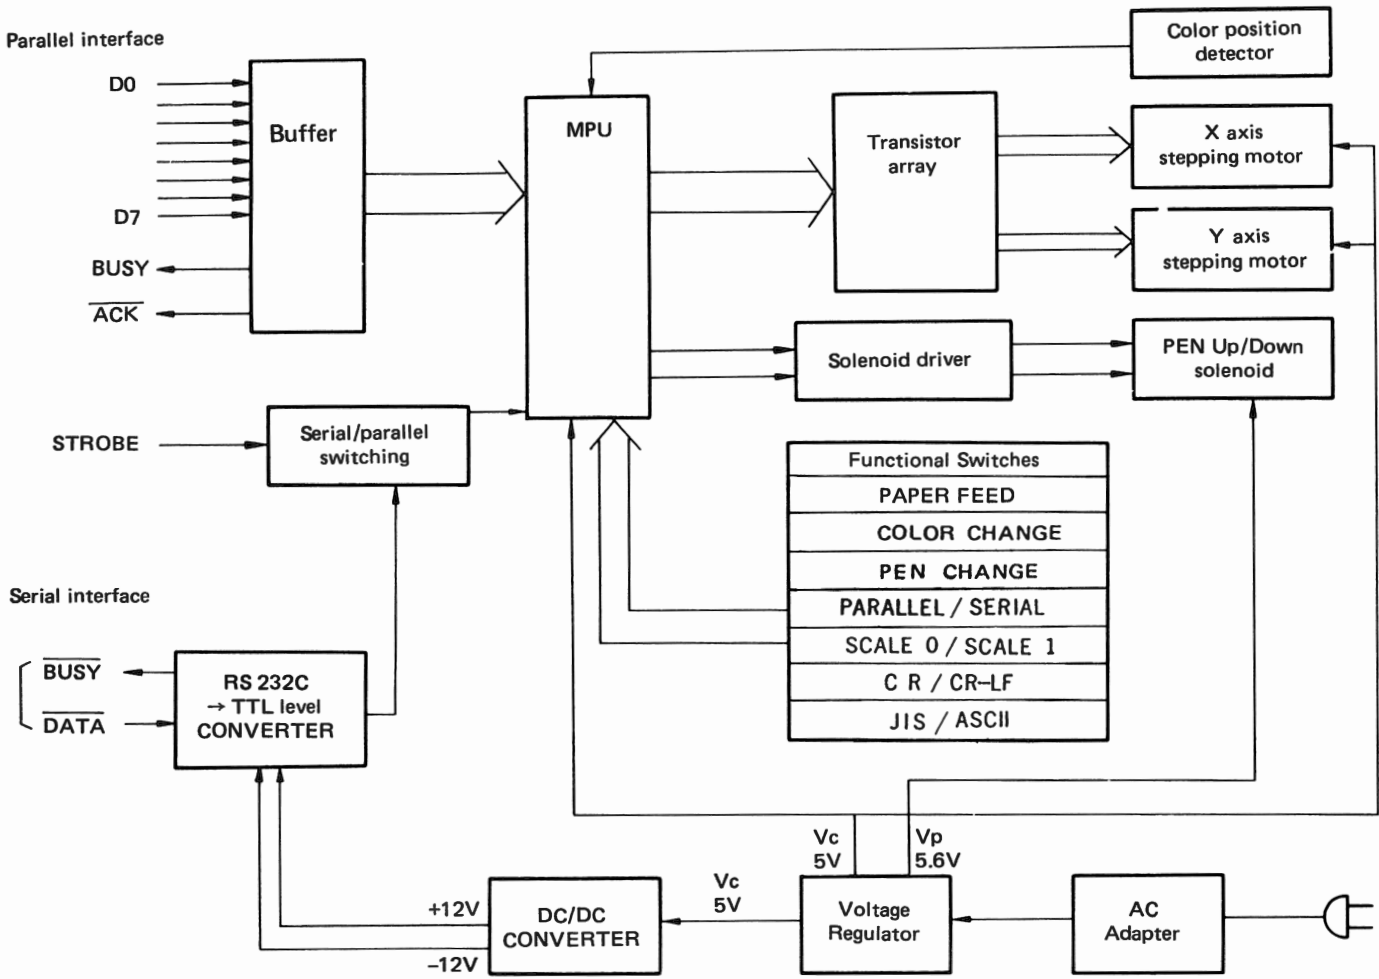 Parallel interface
D0
D7
BUSY
ACK
Buffer
MPU
Transistor
array
Color position
detector
X axis
stepping motor
Y axis
stepping motor
Solenoid driver
PEN Up/Down
solenoid
STROBE
Serial/parallel
switching
Functional Switches
PAPER FEED
COLOR CHANGE
PEN CHANGE
PARALLEL / SERIAL
SCALE 0 / SCALE 1
C R / CR–LF
JIS / ASCII
Serial interface
BUSY
DATA
RS 232C
→ TTL level
CONVERTER
+12V
–12V
DC/DC
CONVERTER
Vc
5V
Vc
5V
Vp
5.6V
Voltage
Regulator
AC
Adapter